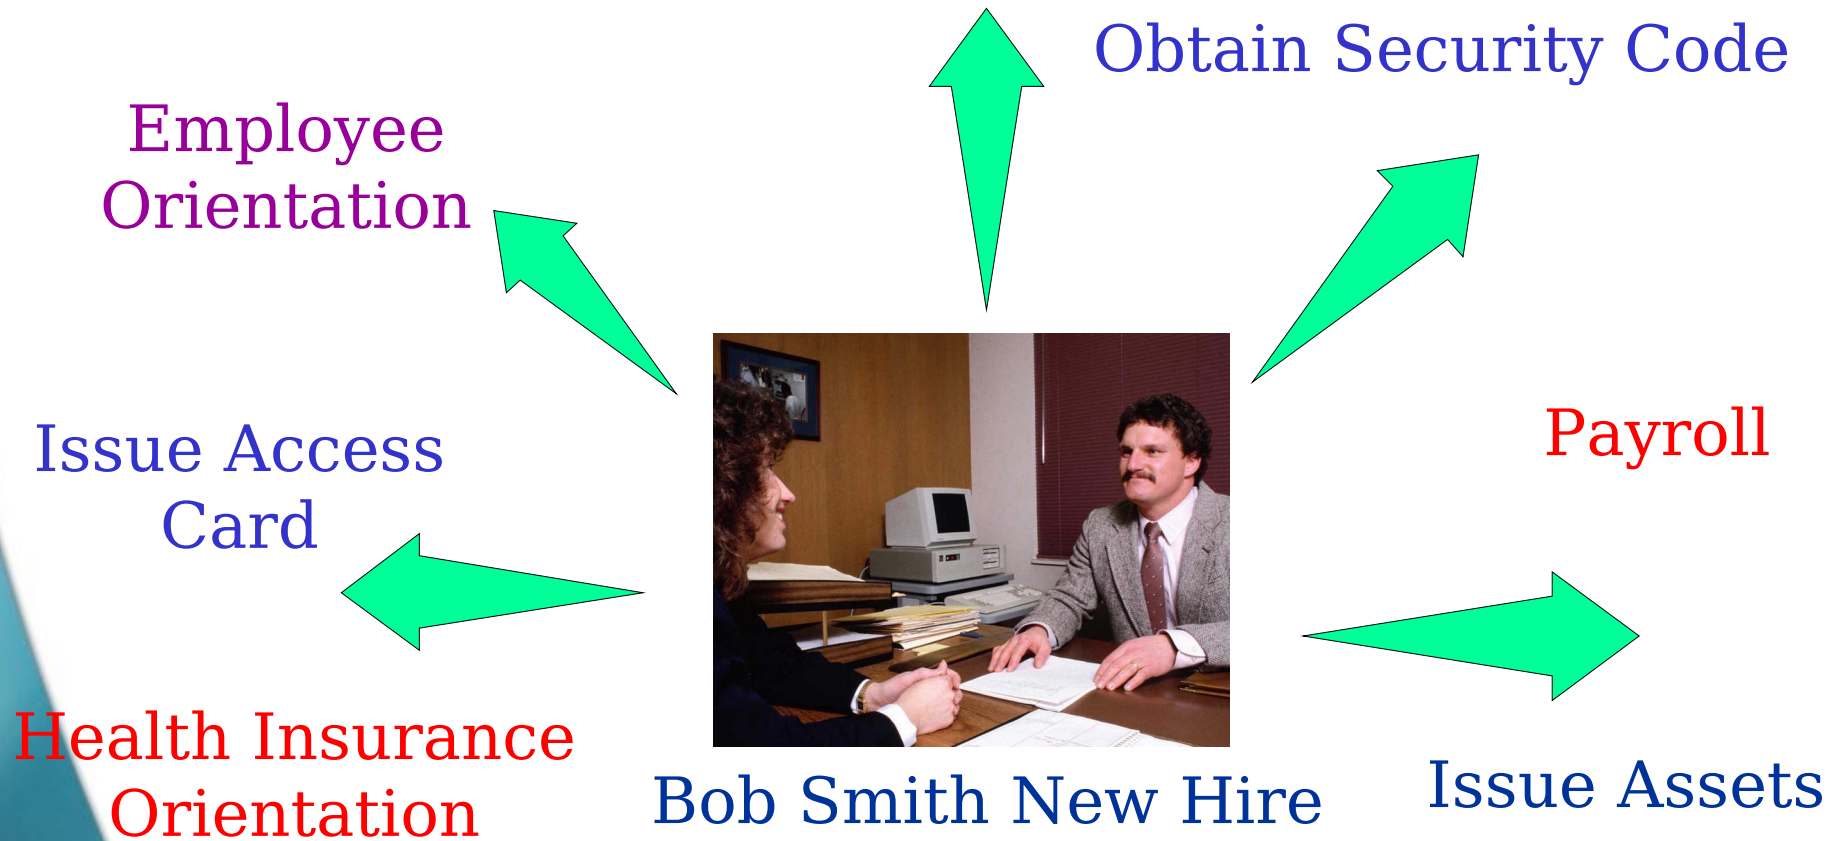 Obtain Security Code
Employee
Orientation
Payroll
Issue Access
Card
Health Insurance
Orientation
Bob Smith New Hire
Issue Assets